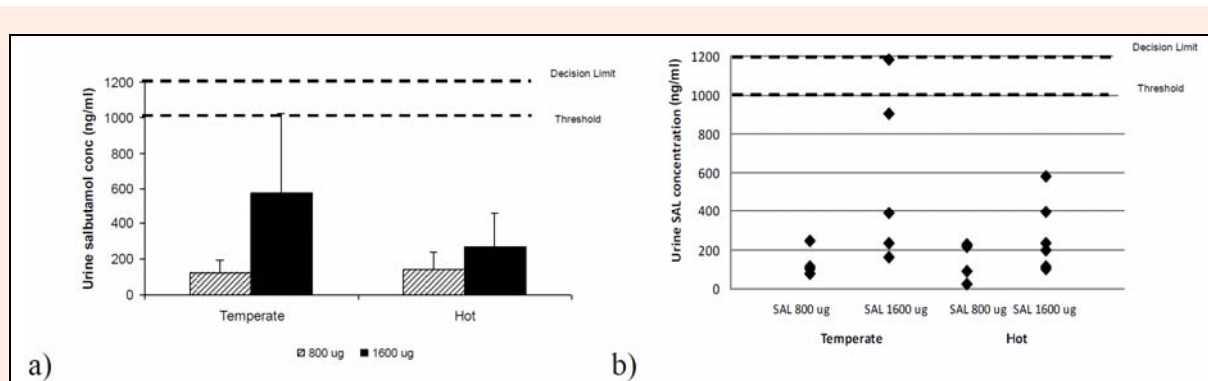 Urine salbutamol conc (ng/ml)
1200
1000
800
600
400
200
0
Decision Limit
Threshold
Temperate Hot
800 ug 1600 ug
a)
Urine SAL concentration (ng/ml)
1200
1000
800
600
400
200
0
Decision Limit
Threshold
SAL 800 ug SAL 1600 ug SAL 800 ug SAL 1600 ug
Temperate Hot
b)